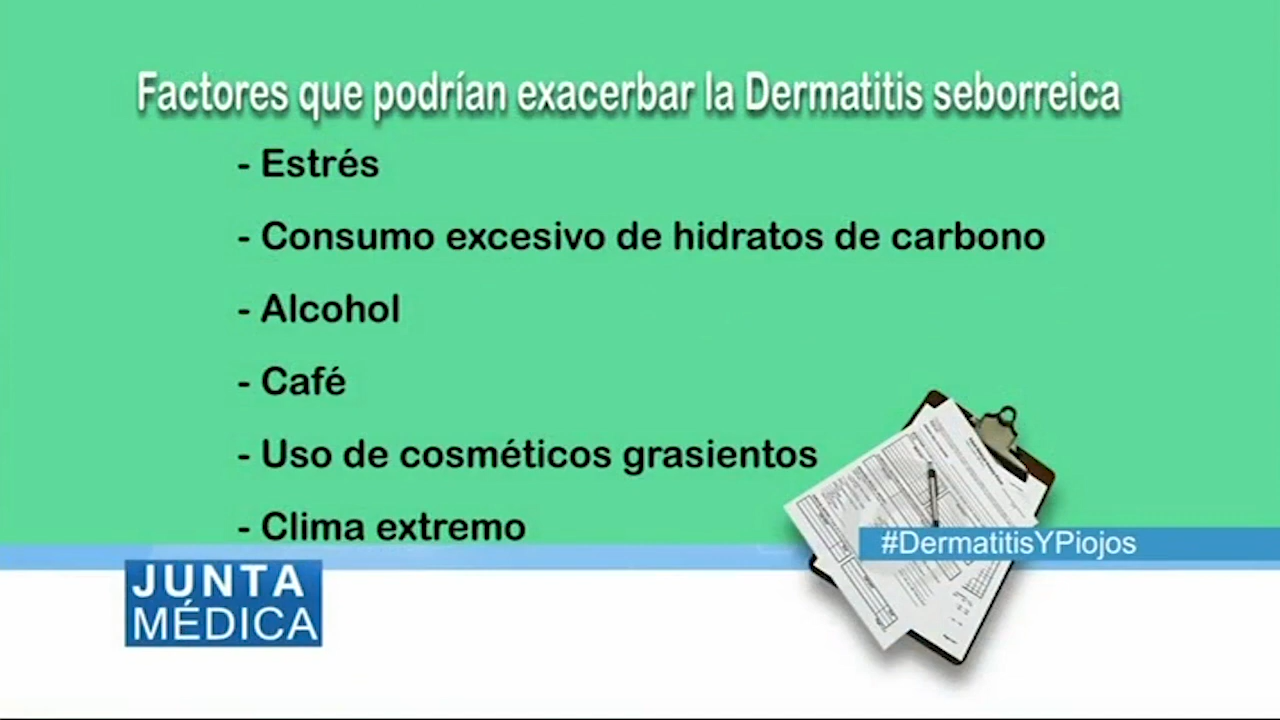 Factores que podrían exacerbar la Dermatitis seborreica
- Estrés
- Consumo excesivo de hidratos de carbono
- Alcohol
- Café
- Uso de cosméticos grasientos
- Clima extremo
#DermatitisYPiojos
JUNTA
MÉDICA